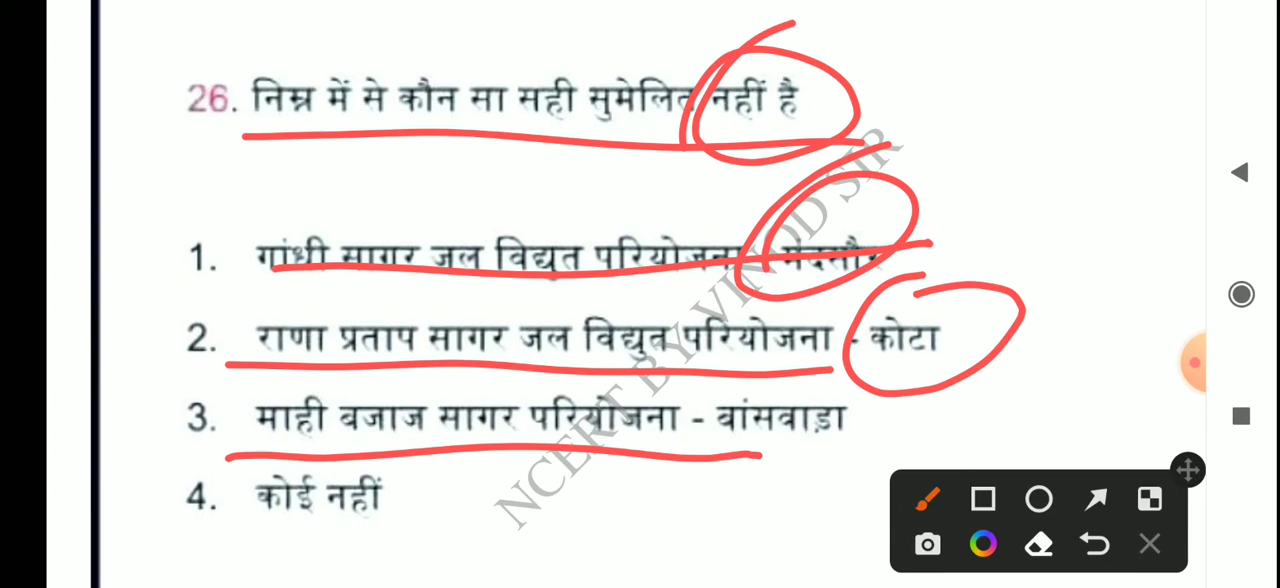 26. निम्न में से कौन सा सही सुमेलित नहीं है
1. गांधी सागर जल विद्युत परियोजना - मंदसौर
2. राणा प्रताप सागर जल विद्युत परियोजना - कोटा
3. माही बजाज सागर परियोजना - बांसवाड़ा
4. कोई नहीं
NCERT BY VINOD SIR